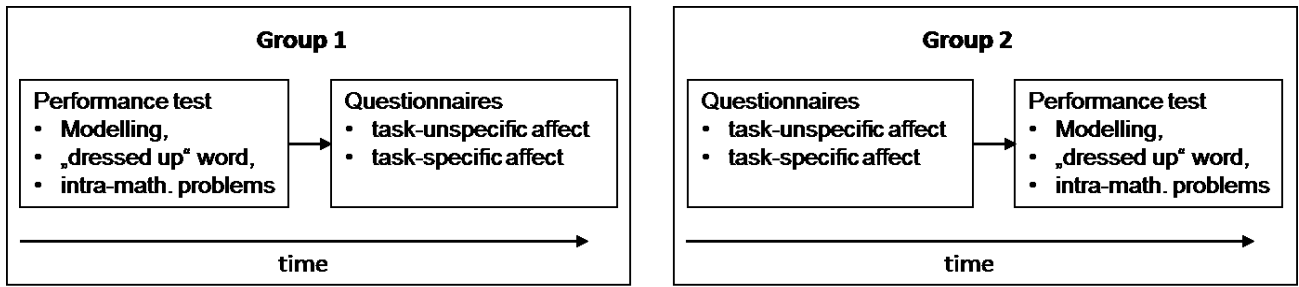 Group 1
Performance test
• Modelling,
• „dressed up“ word,
• intra-math. problems
Questionnaires
• task-unspecific affect
• task-specific affect
time
Group 2
Questionnaires
• task-unspecific affect
• task-specific affect
Performance test
• Modelling,
• „dressed up“ word,
• intra-math. problems
time